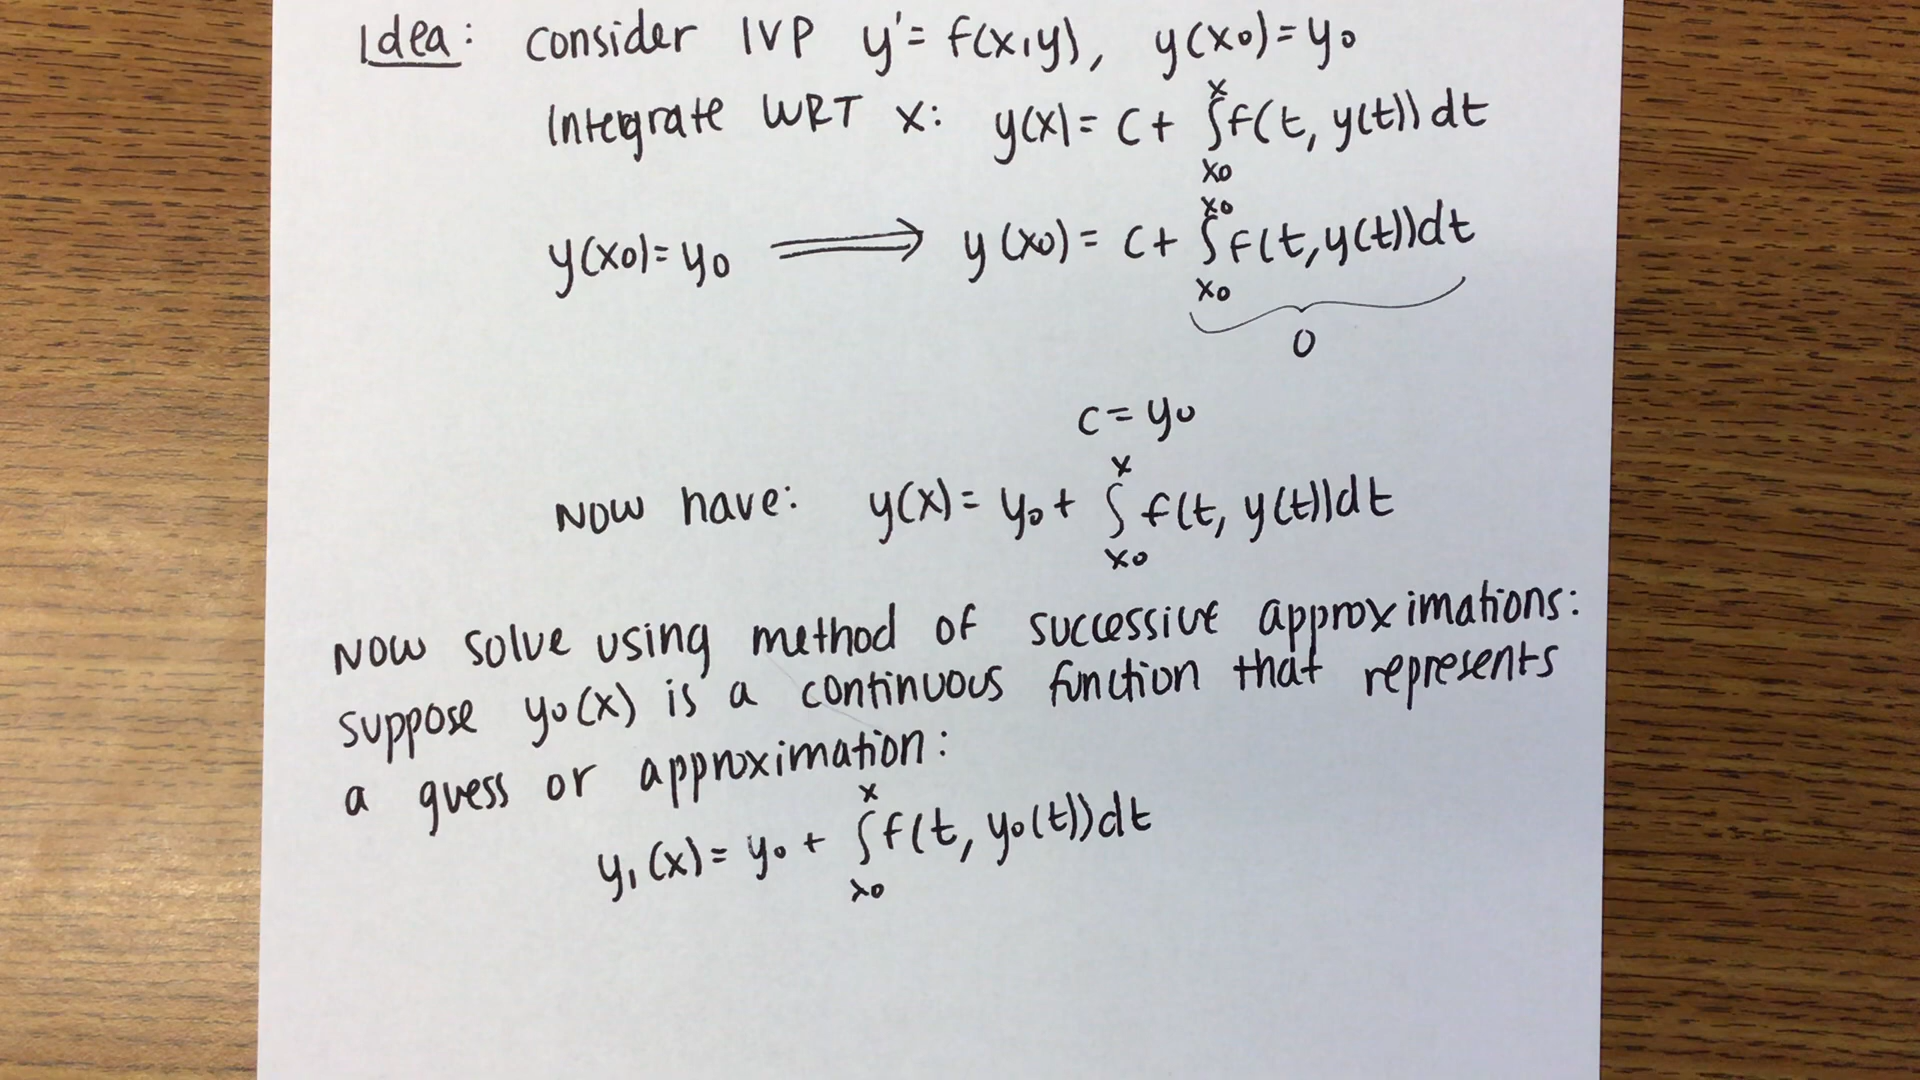 Idea: consider IVP y'= f(x,y), y(x0)=y0
Integrate WRT x: y(x)= C+ ∫_{x0}^{x} f(t, y(t)) dt
y(x0)= y0 ⟹ y(x0)= C+ ∫_{x0}^{x0} f(t,y(t))dt
0
C= y0
Now have: y(x)= y0+ ∫_{x0}^{x} f(t, y(t))dt
Now solve using method of successive approximations:
suppose y0(x) is a continuous function that represents
a guess or approximation:
y1(x)= y0+ ∫_{x0}^{x} f(t, y0(t))dt